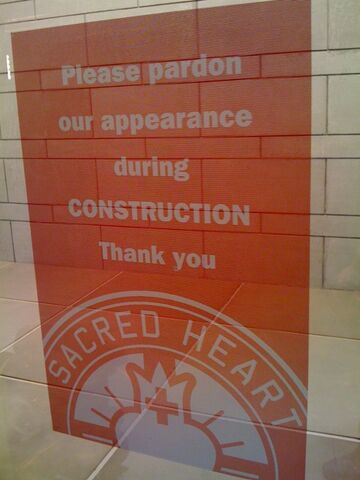 Please pardon
our appearance
during
CONSTRUCTION
Thank you
SACRED HEART